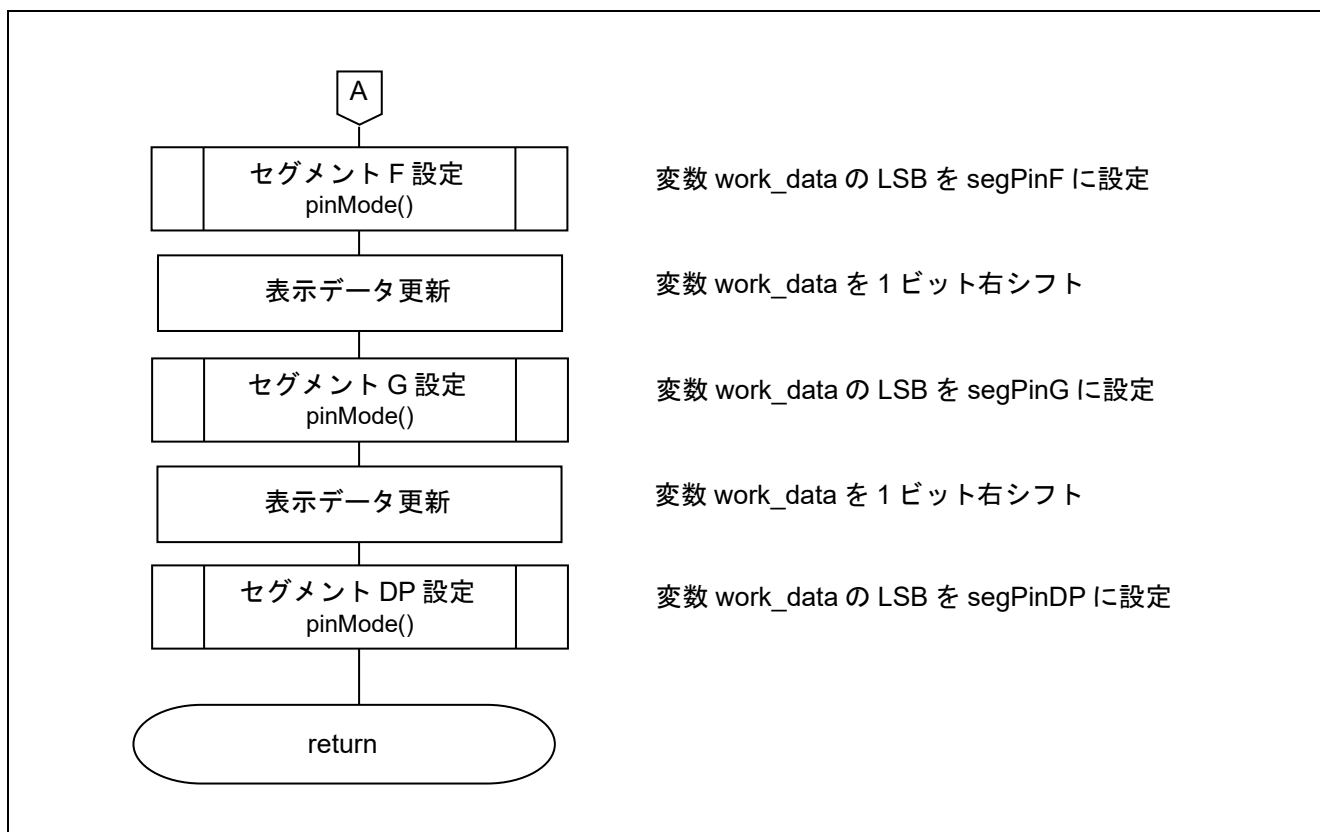 A
セグメント F 設定
pinMode()
変数 work_data の LSB を segPinF に設定
表示データ更新
変数 work_data を 1 ビット右シフト
セグメント G 設定
pinMode()
変数 work_data の LSB を segPinG に設定
表示データ更新
変数 work_data を 1 ビット右シフト
セグメント DP 設定
pinMode()
変数 work_data の LSB を segPinDP に設定
return